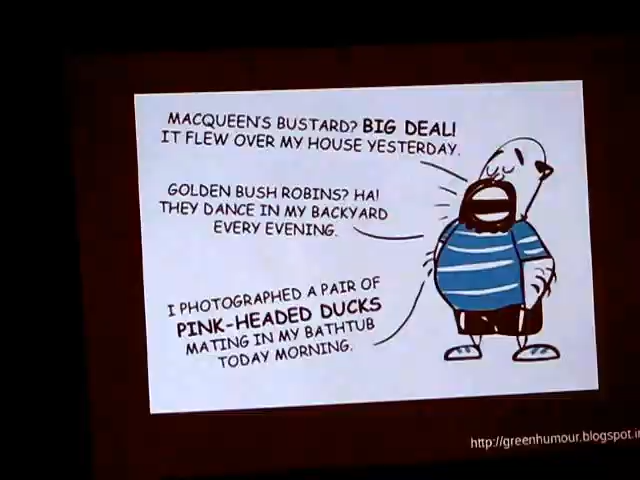 MACQUEEN'S BUSTARD? BIG DEAL!
IT FLEW OVER MY HOUSE YESTERDAY.
GOLDEN BUSH ROBINS? HA!
THEY DANCE IN MY BACKYARD
EVERY EVENING.
I PHOTOGRAPHED A PAIR OF
PINK-HEADED DUCKS
MATING IN MY BATHTUB
TODAY MORNING.
http://greenhumour.blogspot.in